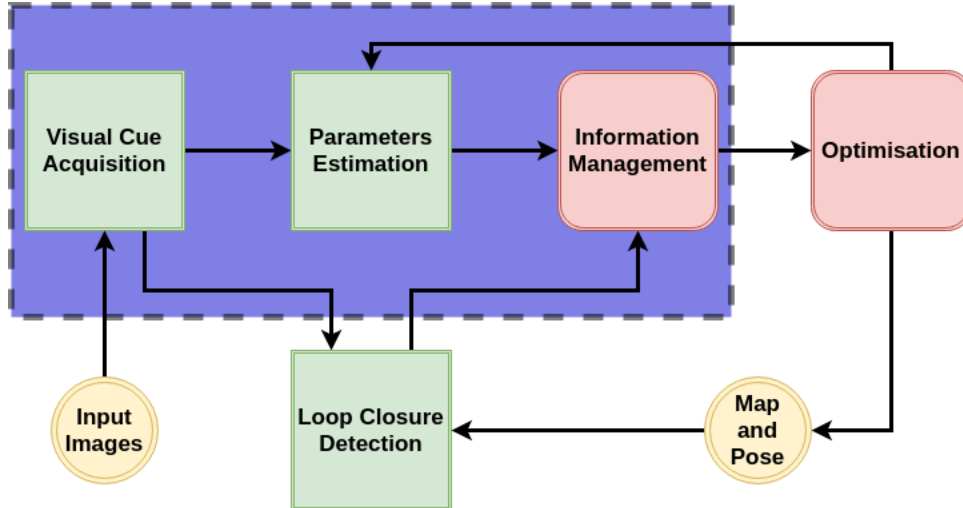 Visual Cue
Acquisition
Parameters
Estimation
Information
Management
Optimisation
Input
Images
Loop Closure
Detection
Map
and
Pose